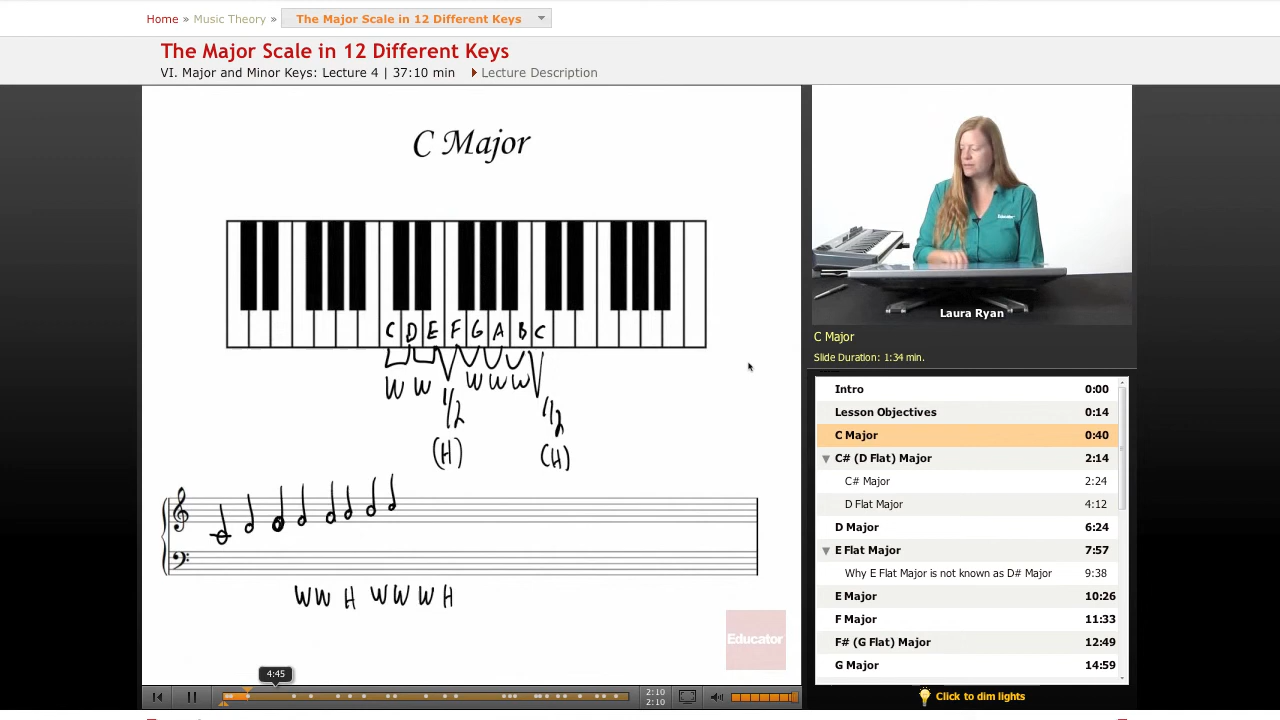 Home » Music Theory » The Major Scale in 12 Different Keys
The Major Scale in 12 Different Keys
VI. Major and Minor Keys: Lecture 4 | 37:10 min Lecture Description
C Major
C D E F G A B C
W W W W W
1/2 1/2
(H) (H)
W W H W W W H
Educator
Educator
Laura Ryan
C Major
Slide Duration: 1:34 min.
Intro 0:00
Lesson Objectives 0:14
C Major 0:40
C# (D Flat) Major 2:14
C# Major 2:24
D Flat Major 4:12
D Major 6:24
E Flat Major 7:57
Why E Flat Major is not known as D# Major 9:38
E Major 10:26
F Major 11:33
F# (G Flat) Major 12:49
G Major 14:59
4:45
2:10
2:10
Click to dim lights